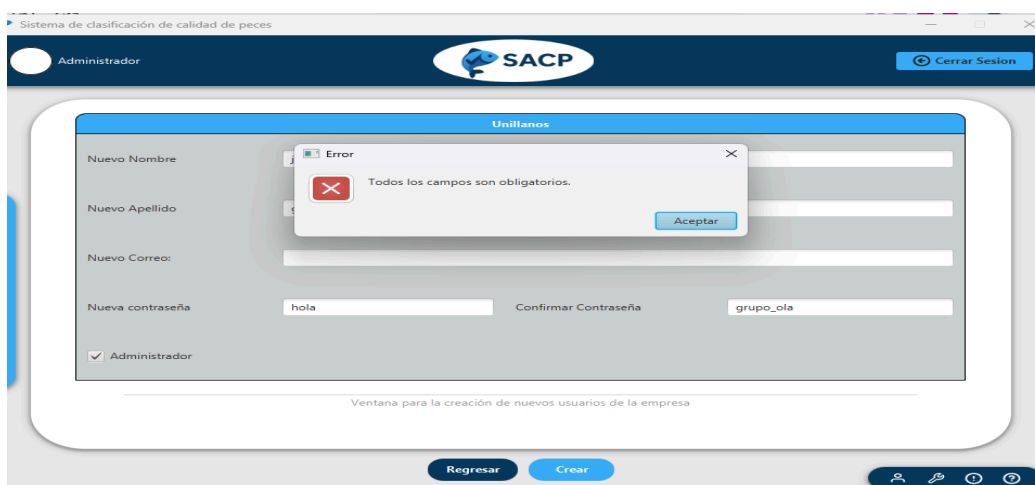 Sistema de clasificación de calidad de peces
Administrador
SACP
Cerrar Sesion
Unillanos
Error
Todos los campos son obligatorios.
Aceptar
Nuevo Nombre
Nuevo Apellido
Nuevo Correo:
Nueva contraseña
hola
Confirmar Contraseña
grupo_ola
Administrador
Ventana para la creación de nuevos usuarios de la empresa
Regresar
Crear